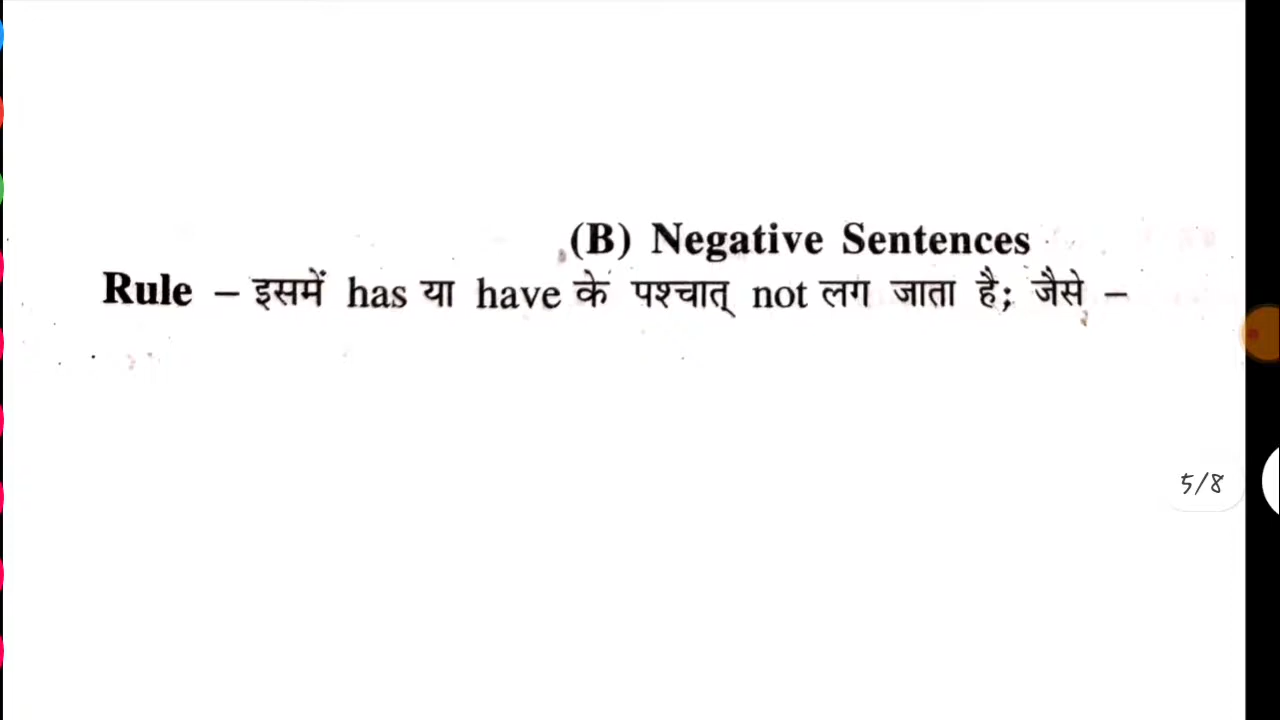 (B) Negative Sentences
Rule – इसमें has या have के पश्चात् not लग जाता है; जैसे –
5/8